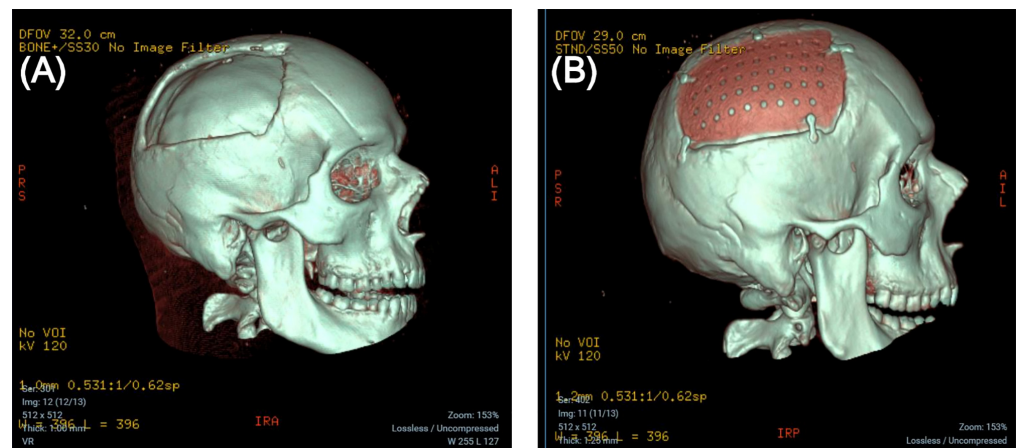 DFOV 32.0 cm
BONE+/SS30 No Image Filter
(A)
P
R
S
A
L
I
No VOI
kV 120
1.0mm 0.531:1/0.62sp
Ser: 301
Img: 12 (12/13)
512 x 512
Thick: 1.00 mm
W = 396 L = 396
VR
IRA
Zoom: 153%
Lossless / Uncompressed
W 255 L 127
DFOV 29.0 cm
STND/SS50 No Image Filter
(B)
P
S
R
A
I
L
No VOI
kV 120
1.2mm 0.531:1/0.62sp
Ser: 402
Img: 11 (11/13)
512 x 512
Thick: 1.25 mm
W = 396 L = 396
IRP
Zoom: 153%
Lossless / Uncompressed